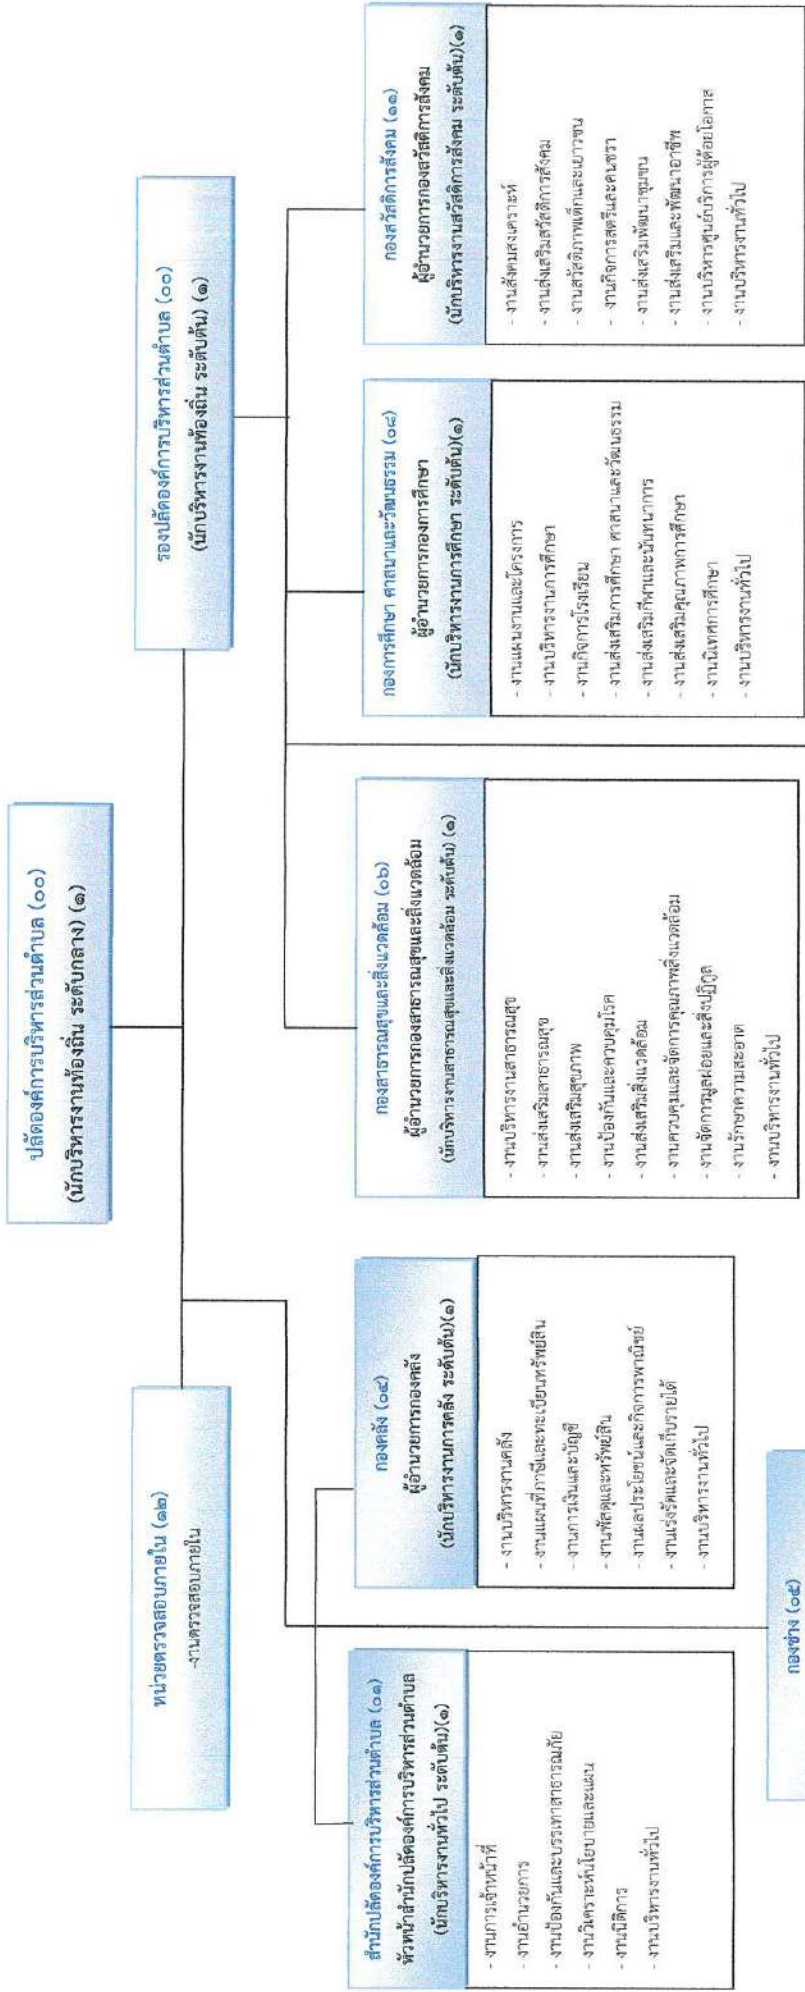 ปลัดองค์การบริหารส่วนตำบล (๐๐)
(นักบริหารงานท้องถิ่น ระดับกลาง) (๑)
หน่วยตรวจสอบภายใน (๑๒)
-งานตรวจสอบภายใน
รองปลัดองค์การบริหารส่วนตำบล (๐๐)
(นักบริหารงานท้องถิ่น ระดับต้น) (๑)
สำนักปลัดองค์การบริหารส่วนตำบล (๐๑)
หัวหน้าสำนักปลัดองค์การบริหารส่วนตำบล
(นักบริหารงานทั่วไป ระดับต้น)(๑)
- งานการเจ้าหน้าที่
- งานอำนวยการ
- งานป้องกันและบรรเทาสาธารณภัย
- งานวิเคราะห์นโยบายและแผน
- งานนิติการ
- งานบริหารงานทั่วไป
กองคลัง (๐๔)
ผู้อำนวยการกองคลัง
(นักบริหารงานการคลัง ระดับต้น)(๑)
- งานบริหารงานคลัง
- งานแผนที่ภาษีและทะเบียนทรัพย์สิน
- งานการเงินและบัญชี
- งานพัสดุและทรัพย์สิน
- งานผลประโยชน์และกิจการพาณิชย์
- งานเร่งรัดและจัดเก็บรายได้
- งานบริหารงานทั่วไป
กองสาธารณสุขและสิ่งแวดล้อม (๐๖)
ผู้อำนวยการกองสาธารณสุขและสิ่งแวดล้อม
(นักบริหารงานสาธารณสุขและสิ่งแวดล้อม ระดับต้น) (๑)
- งานบริหารงานสาธารณสุข
- งานส่งเสริมสาธารณสุข
- งานส่งเสริมสุขภาพ
- งานป้องกันและควบคุมโรค
- งานส่งเสริมสิ่งแวดล้อม
- งานควบคุมและจัดการคุณภาพสิ่งแวดล้อม
- งานจัดการมูลฝอยและสิ่งปฏิกูล
- งานรักษาความสะอาด
- งานบริหารงานทั่วไป
กองการศึกษา ศาสนาและวัฒนธรรม (๐๘)
ผู้อำนวยการกองการศึกษา
(นักบริหารงานการศึกษา ระดับต้น)(๑)
- งานแผนงานและโครงการ
- งานบริหารงานการศึกษา
- งานกิจการโรงเรียน
- งานส่งเสริมการศึกษา ศาสนาและวัฒนธรรม
- งานส่งเสริมกีฬาและนันทนาการ
- งานส่งเสริมคุณภาพการศึกษา
- งานนิเทศการศึกษา
- งานบริหารงานทั่วไป
กองสวัสดิการสังคม (๑๑)
ผู้อำนวยการกองสวัสดิการสังคม
(นักบริหารงานสวัสดิการสังคม ระดับต้น)(๑)
- งานสังคมสงเคราะห์
- งานส่งเสริมสวัสดิการสังคม
- งานสวัสดิภาพเด็กและเยาวชน
- งานกิจการสตรีและคนชรา
- งานส่งเสริมพัฒนาชุมชน
- งานส่งเสริมและพัฒนาอาชีพ
- งานบริหารศูนย์บริการผู้ด้อยโอกาส
- งานบริหารงานทั่วไป
กองช่าง (๐๕)